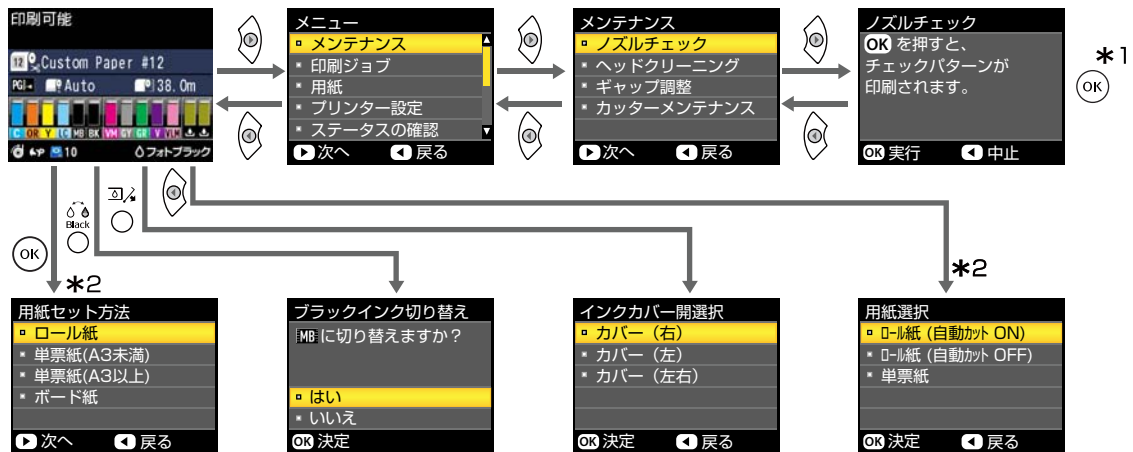 印刷可能
12 Custom Paper #12
PGI Auto 38.0m
C OR Y LC MB BK VM GY GR V VLM
10 フォトブラック
メニュー
メンテナンス
印刷ジョブ
用紙
プリンター設定
ステータスの確認
次へ 戻る
メンテナンス
ノズルチェック
ヘッドクリーニング
ギャップ調整
カッターメンテナンス
次へ 戻る
ノズルチェック
OK を押すと、
チェックパターンが
印刷されます。
OK 実行 中止
*1
OK
OK
Black
*2
*2
用紙セット方法
ロール紙
単票紙(A3未満)
単票紙(A3以上)
ボード紙
次へ 戻る
ブラックインク切り替え
MB に切り替えますか？
はい
いいえ
OK 決定
インクカバー開選択
カバー（右）
カバー（左）
カバー（左右）
OK 決定 戻る
用紙選択
ﾛｰﾙ紙 (自動ｶｯﾄ ON)
ﾛｰﾙ紙 (自動ｶｯﾄ OFF)
単票紙
OK 決定 戻る